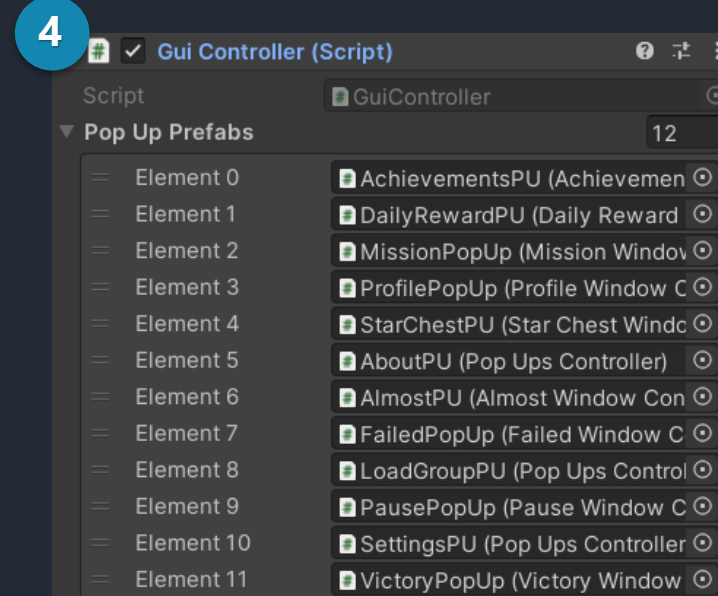 4
# Gui Controller (Script)
Script # GuiController
Pop Up Prefabs 12
Element 0 # AchievementsPU (Achievemen
Element 1 # DailyRewardPU (Daily Reward
Element 2 # MissionPopUp (Mission Window
Element 3 # ProfilePopUp (Profile Window C
Element 4 # StarChestPU (Star Chest Windo
Element 5 # AboutPU (Pop Ups Controller)
Element 6 # AlmostPU (Almost Window Con
Element 7 # FailedPopUp (Failed Window C
Element 8 # LoadGroupPU (Pop Ups Control
Element 9 # PausePopUp (Pause Window C
Element 10 # SettingsPU (Pop Ups Controller
Element 11 # VictoryPopUp (Victory Window